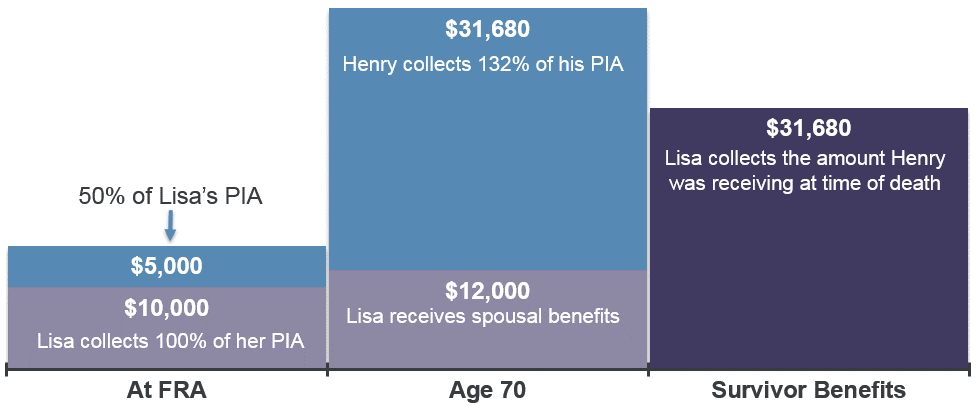 $31,680
Henry collects 132% of his PIA
$31,680
Lisa collects the amount Henry
was receiving at time of death
50% of Lisa's PIA
$5,000
$10,000
Lisa collects 100% of her PIA
$12,000
Lisa receives spousal benefits
At FRA
Age 70
Survivor Benefits